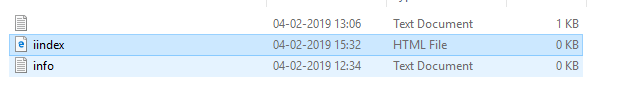 04-02-2019 13:06 Text Document 1 KB
iindex 04-02-2019 15:32 HTML File 0 KB
info 04-02-2019 12:34 Text Document 0 KB